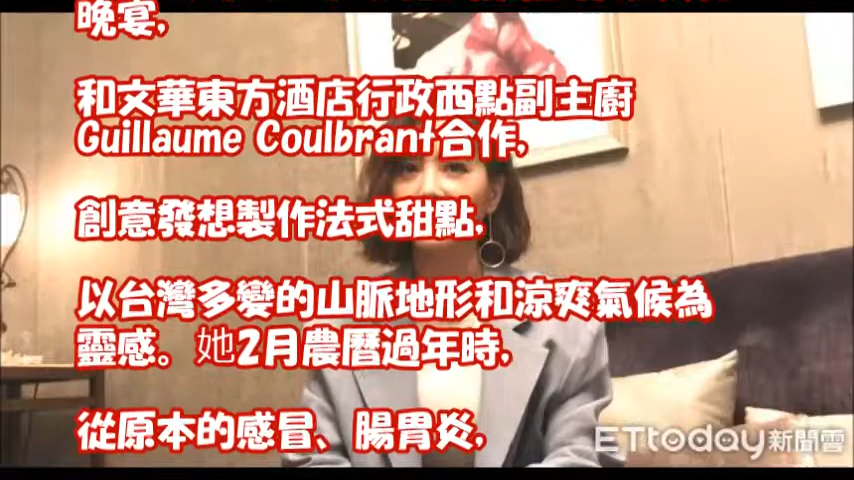 晚宴,
和文華東方酒店行政西點副主廚
Guillaume Coulbrant合作,
創意發想製作法式甜點,
以台灣多變的山脈地形和涼爽氣候為
靈感。她2月農曆過年時,
從原本的感冒、腸胃炎,
ETtoday新聞雲